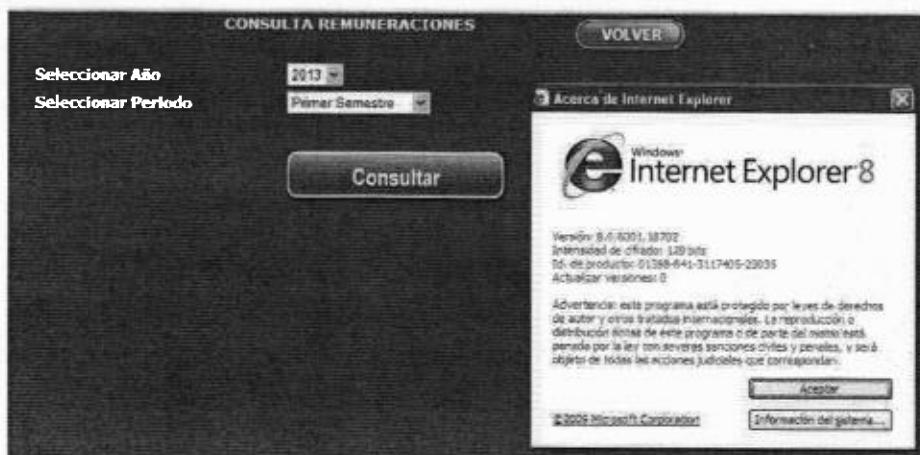 CONSULTA REMUNERACIONES
VOLVER
Seleccionar Año
2013
Seleccionar Periodo
Primer Semestre
Consultar
Acerca de Internet Explorer
Windows
Internet Explorer 8
Versión: 8.0.6001.18702
Intensidad de cifrado: 128 bits
Id. de producto: 01398-641-3117405-23035
Actualizar versiones: 0
Advertencia: este programa está protegido por leyes de derechos
de autor y otros tratados internacionales. La reproducción o
distribución ilícitas de este programa o de parte del mismo está
penada por la ley con severas sanciones civiles y penales, y será
objeto de todas las acciones judiciales que correspondan.
Aceptar
©2009 Microsoft Corporation
Información del sistema...